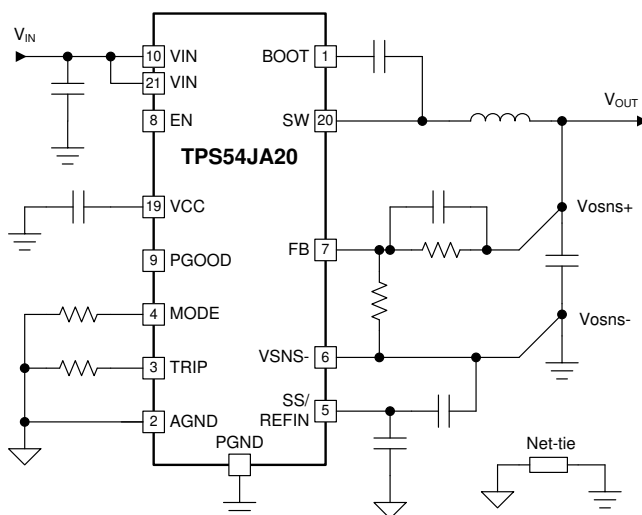 VIN
10 VIN
21 VIN
8 EN
TPS54JA20
19 VCC
9 PGOOD
4 MODE
3 TRIP
2 AGND
PGND
BOOT 1
SW 20
VOUT
Vosns+
FB 7
Vosns-
VSNS- 6
SS/
REFIN 5
Net-tie